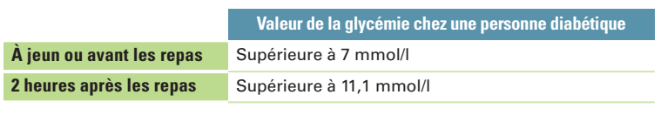 Valeur de la glycémie chez une personne diabétique
À jeun ou avant les repas Supérieure à 7 mmol/l
2 heures après les repas Supérieure à 11,1 mmol/l